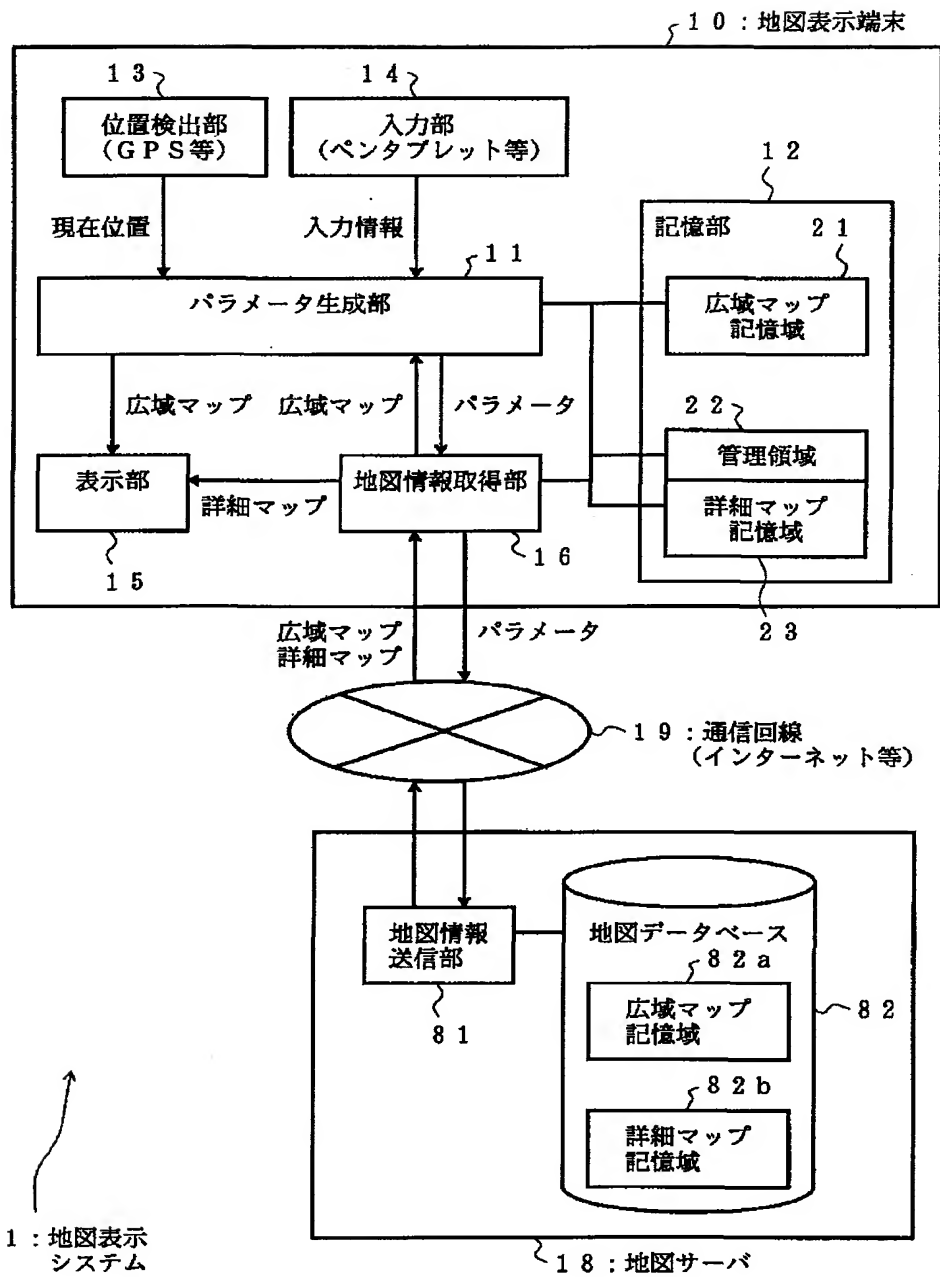 １０：地図表示端末
１３
１４
位置検出部
（ＧＰＳ等）
入力部
（ペンタブレット等）
１２
現在位置
入力情報
記憶部
２１
１１
パラメータ生成部
広域マップ
記憶域
広域マップ
広域マップ
パラメータ
２２
管理領域
表示部
地図情報取得部
詳細マップ
詳細マップ
記憶域
１５
１６
２３
広域マップ
詳細マップ
パラメータ
１９：通信回線
（インターネット等）
地図情報
送信部
地図データベース
８２ａ
８１
広域マップ
記憶域
８２
８２ｂ
詳細マップ
記憶域
１：地図表示
システム
１８：地図サーバ